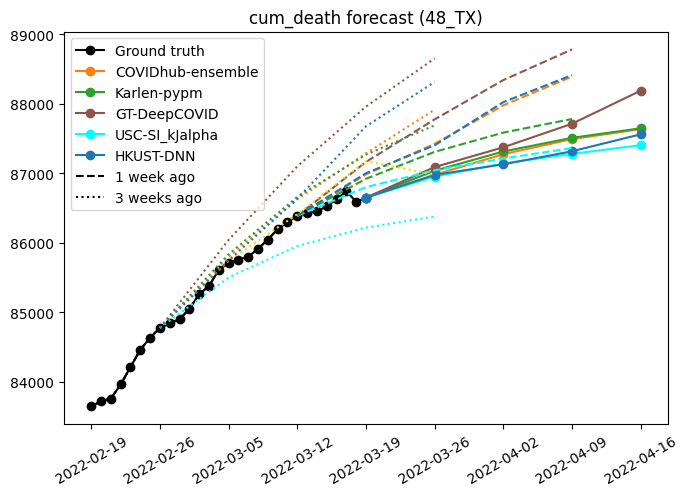 cum_death forecast (48_TX)
89000
88000
87000
86000
85000
84000
Ground truth
COVIDhub-ensemble
Karlen-pypm
GT-DeepCOVID
USC-SI_kJalpha
HKUST-DNN
1 week ago
3 weeks ago
2022-02-19
2022-02-26
2022-03-05
2022-03-12
2022-03-19
2022-03-26
2022-04-02
2022-04-09
2022-04-16